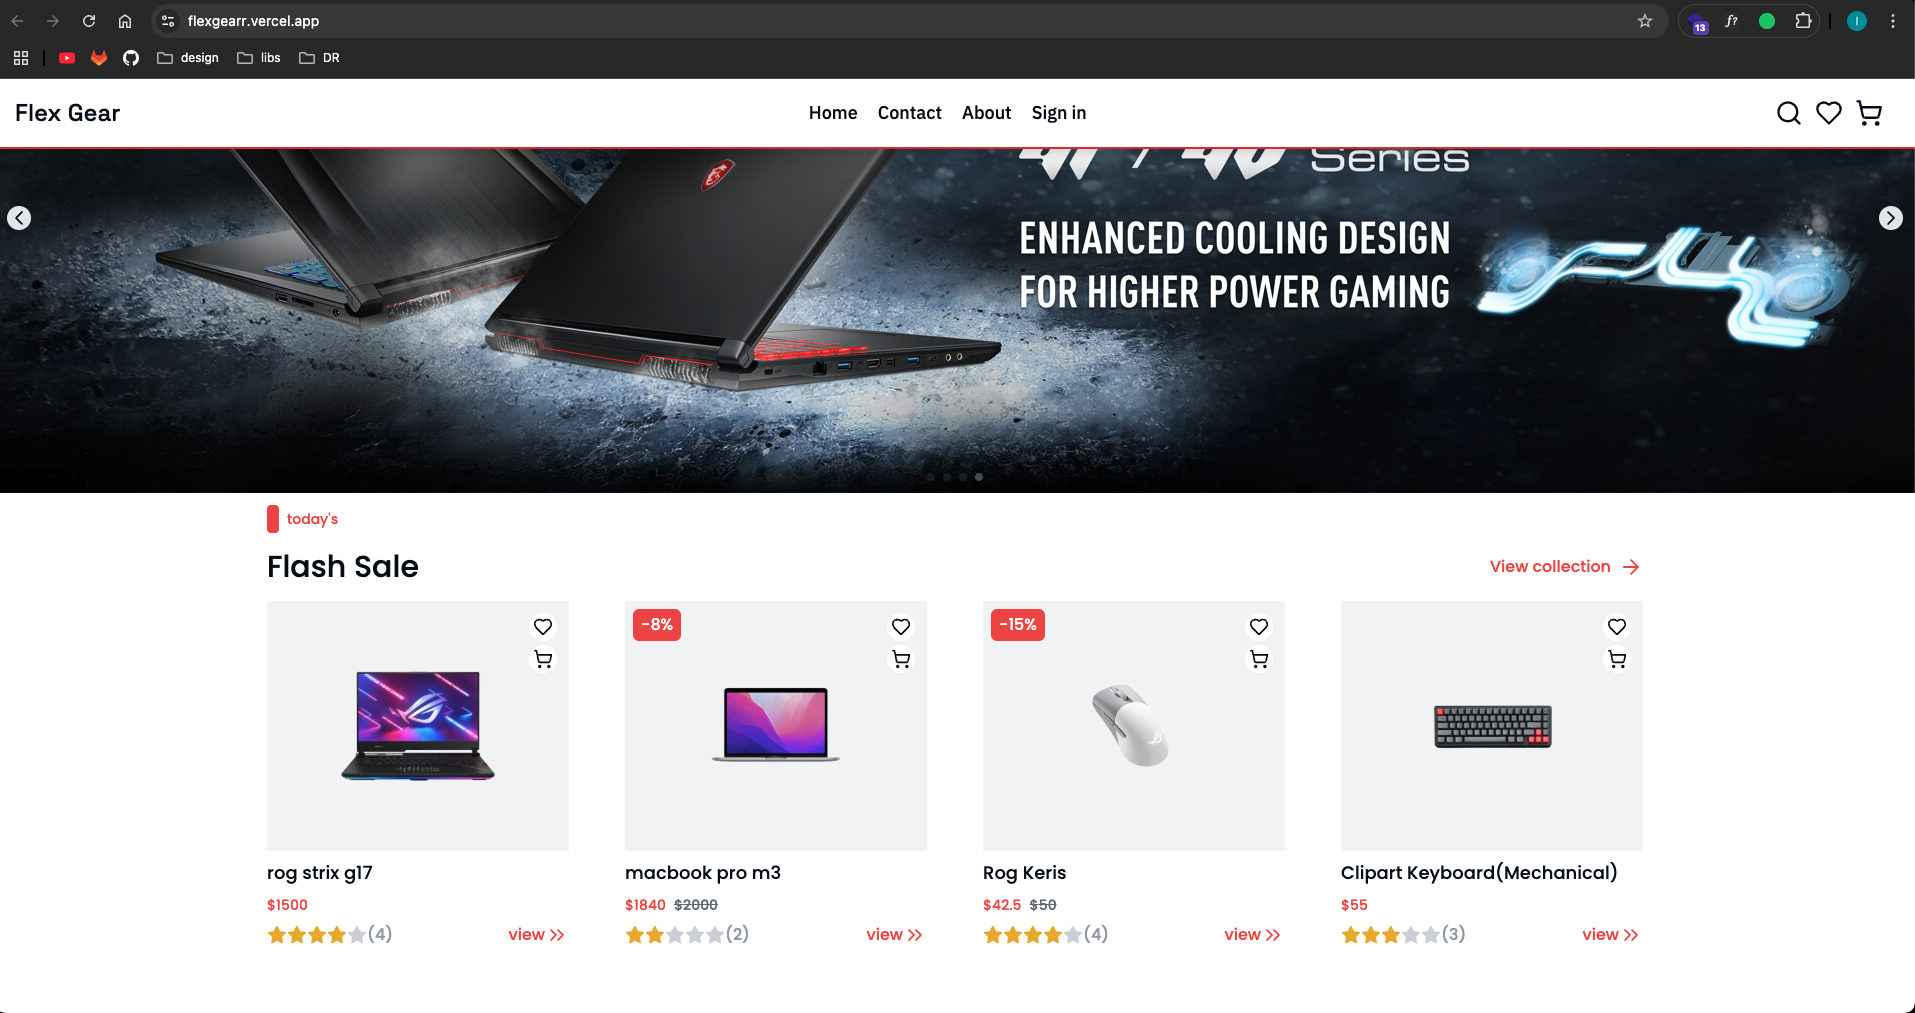 flexgearr.vercel.app
13
f?
I
design
libs
DR
Flex Gear
Home
Contact
About
Sign in
Series
ENHANCED COOLING DESIGN
FOR HIGHER POWER GAMING
today's
Flash Sale
View collection
-8%
-15%
rog strix g17
$1500
(4)
view
macbook pro m3
$1840 $2000
(2)
view
Rog Keris
$42.5 $50
(4)
view
Clipart Keyboard(Mechanical)
$55
(3)
view